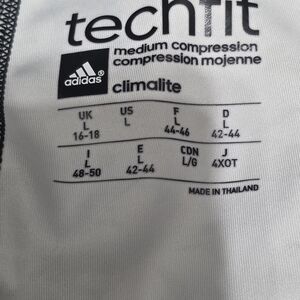 techfit
medium compression
compression mojenne
adidas®
climalite
UK US F D
L L L L
16-18 44-46 42-44
I E CDN J
L L L/G 4XOT
48-50 42-44
MADE IN THAILAND